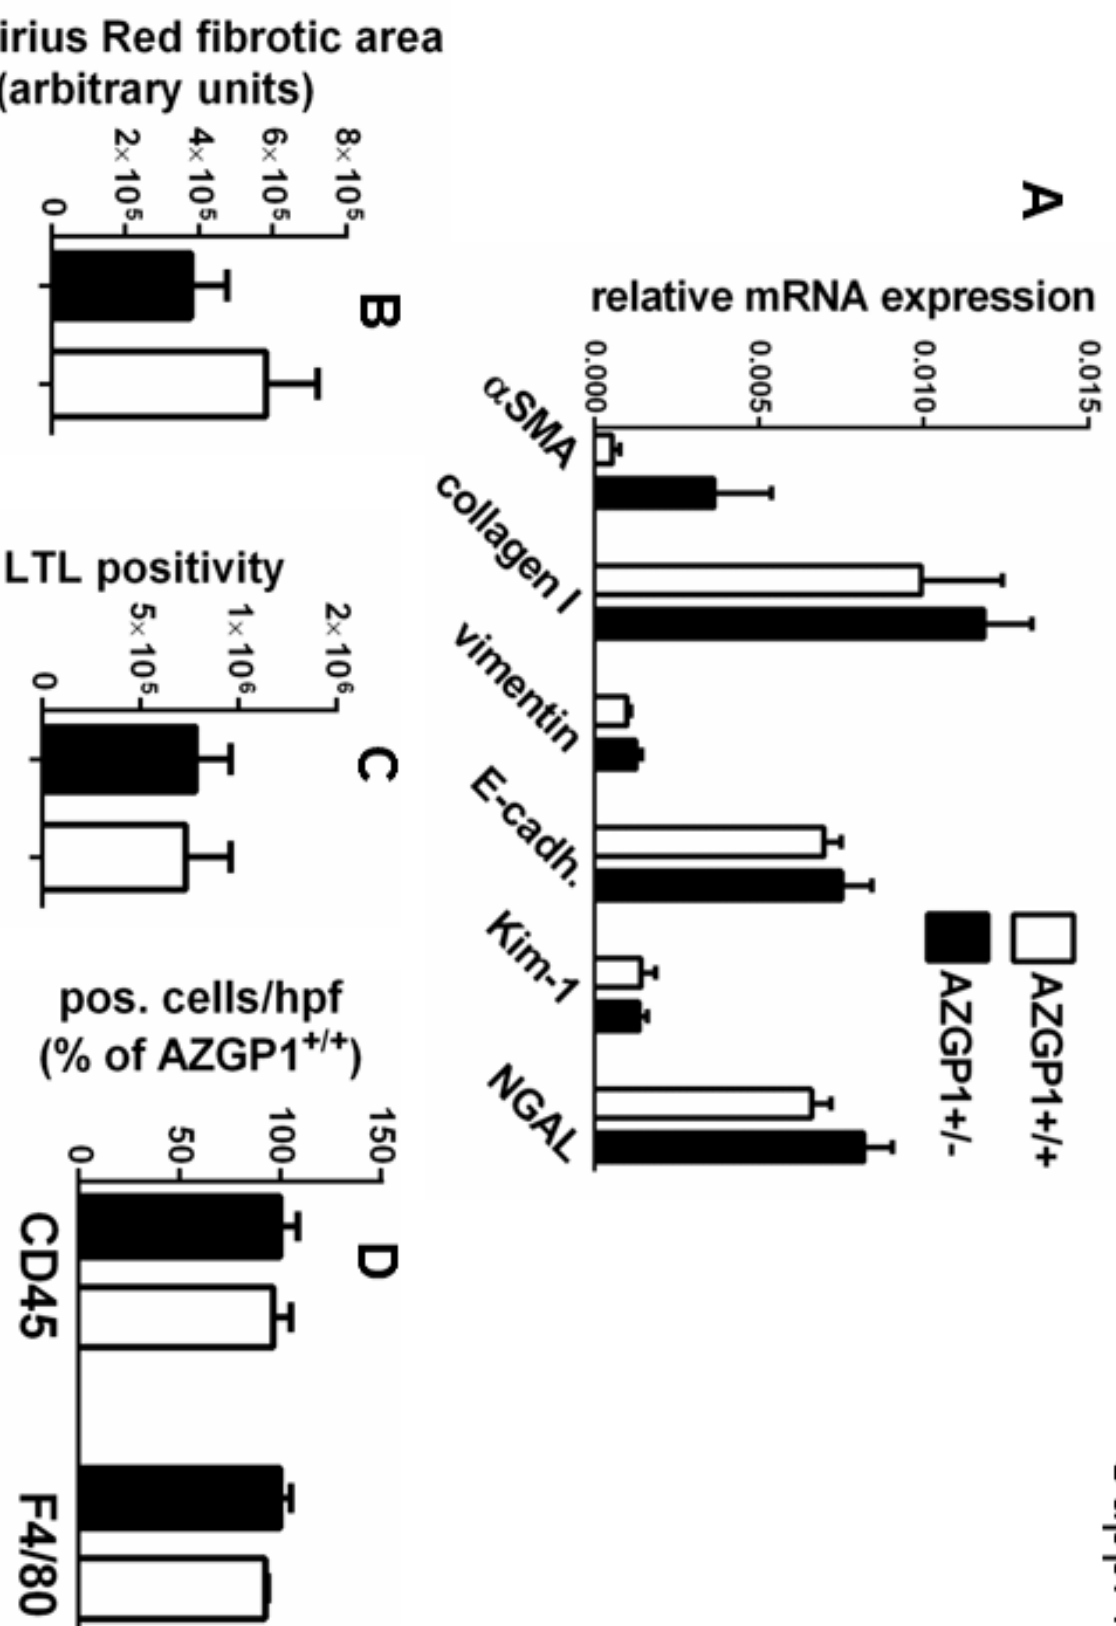 A
relative mRNA expression
0.015
0.010
0.005
0.000
αSMA
collagen I
vimentin
E-cadh.
Kim-1
NGAL
AZGP1+/+
AZGP1+/-
B
irius Red fibrotic area
(arbitrary units)
8×10⁵
6×10⁵
4×10⁵
2×10⁵
0
C
LTL positivity
2×10⁶
1×10⁶
5×10⁵
0
D
pos. cells/hpf
(% of AZGP1⁺/⁺)
150
100
50
0
CD45
F4/80